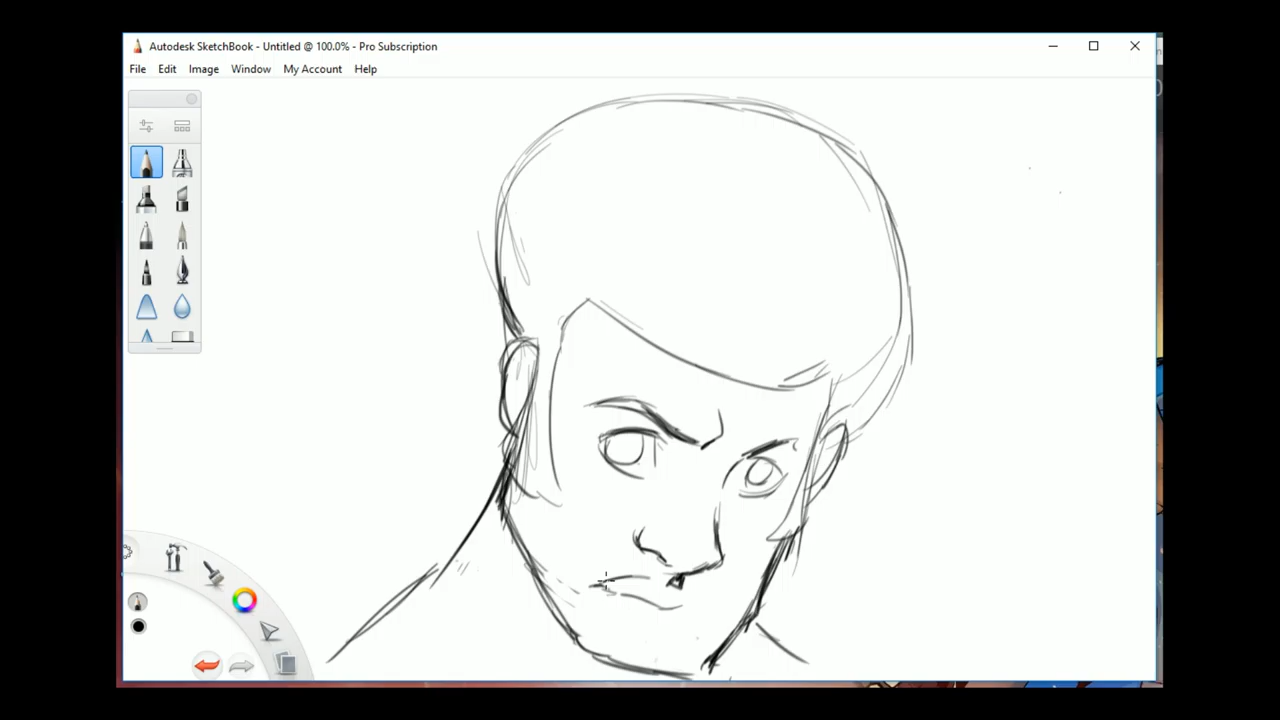 Autodesk SketchBook - Untitled @ 100.0% - Pro Subscription
File Edit Image Window My Account Help